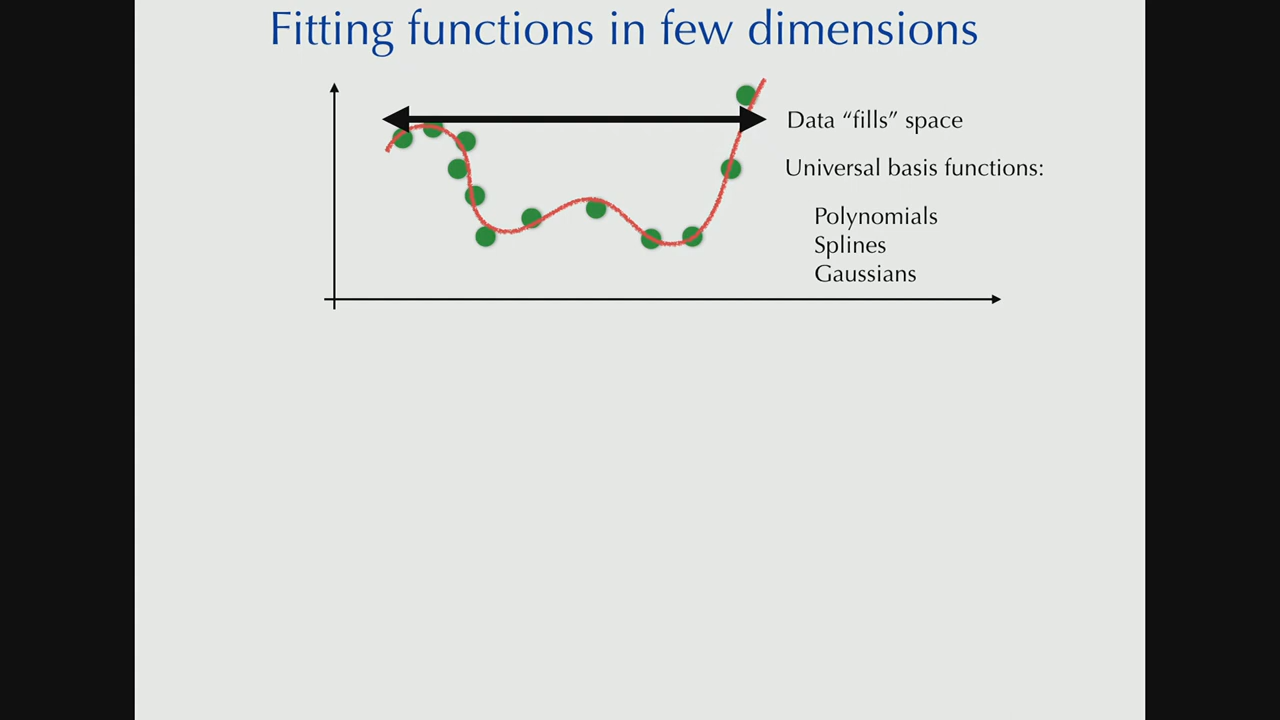 Fitting functions in few dimensions
Data “fills” space
Universal basis functions:
Polynomials
Splines
Gaussians